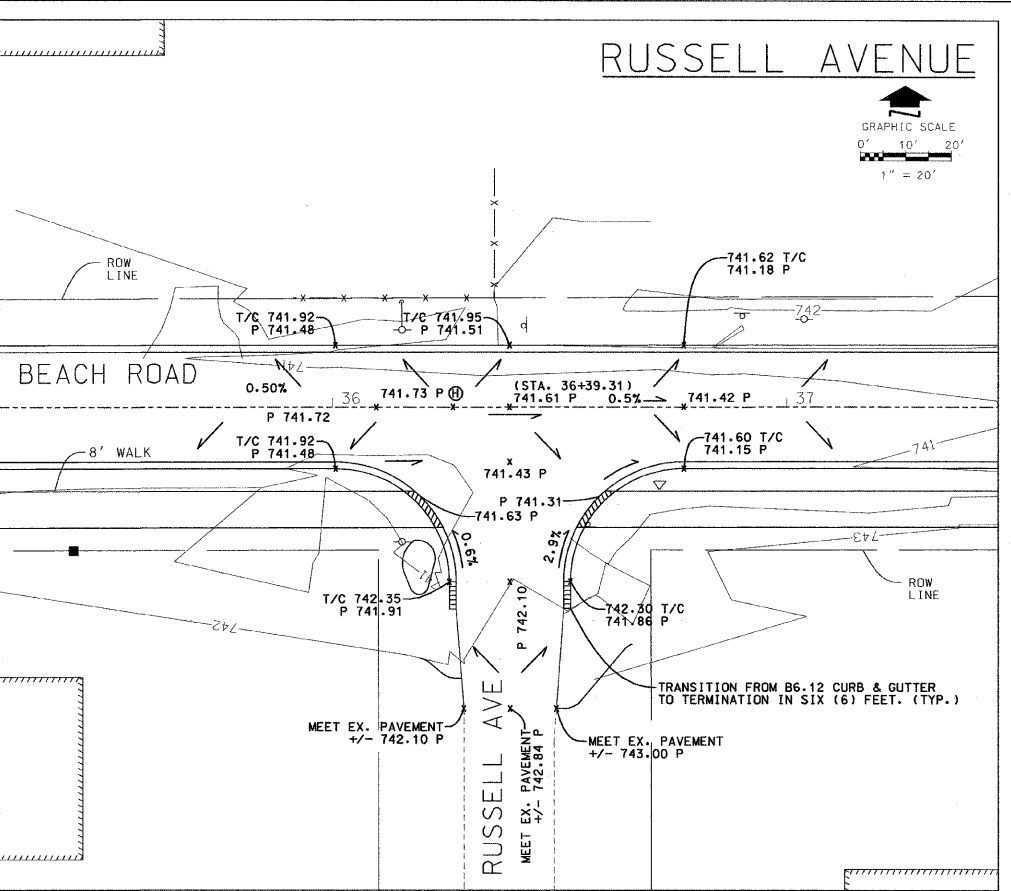 RUSSELL AVENUE
GRAPHIC SCALE
0' 10' 20'
1" = 20'
ROW
LINE
741.62 T/C
741.18 P
742
T/C 741.92
P 741.48
T/C 741.95
P 741.51
BEACH ROAD
741
0.50%
36
741.73 P H
(STA. 36+39.31)
741.61 P
0.5%
741.42 P
37
P 741.72
T/C 741.92
P 741.48
8' WALK
741.60 T/C
741.15 P
741
741.43 P
P 741.31
741.63 P
0.6%
2.9%
743
741
ROW
LINE
T/C 742.35
P 741.91
P 742.10
742.30 T/C
741.86 P
742
TRANSITION FROM B6.12 CURB & GUTTER
TO TERMINATION IN SIX (6) FEET. (TYP.)
MEET EX. PAVEMENT
+/- 742.10 P
RUSSELL AVE
MEET EX. PAVEMENT
+/- 742.84 P
MEET EX. PAVEMENT
+/- 743.00 P